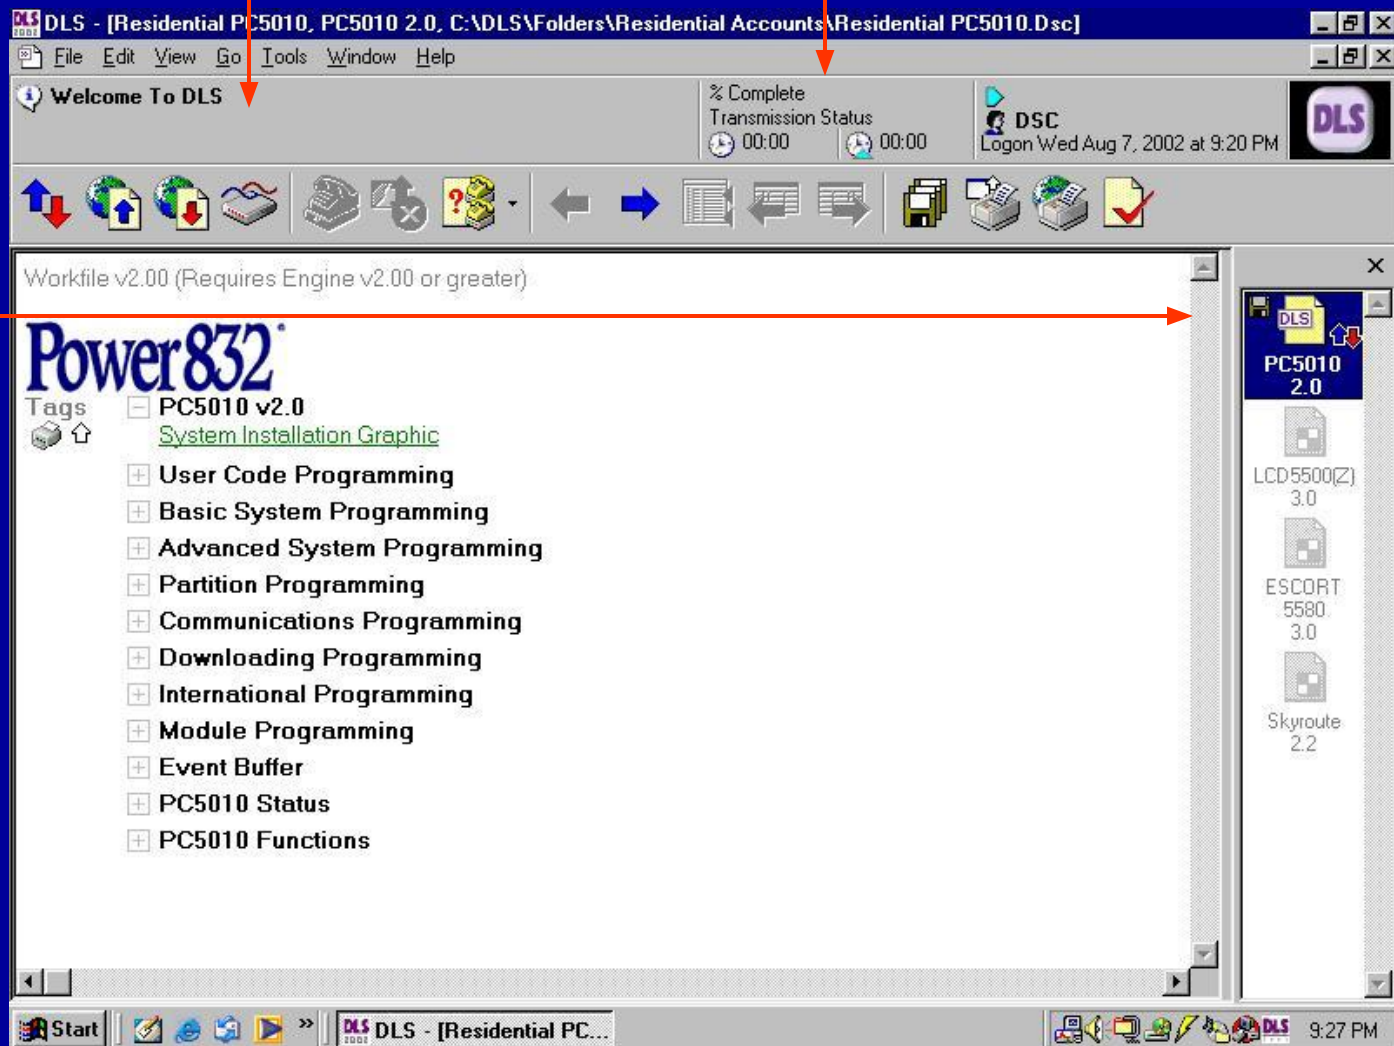 DLS - [Residential PC5010, PC5010 2.0, C:\DLS\Folders\Residential Accounts\Residential PC5010.Dsc]
File Edit View Go Tools Window Help
Welcome To DLS
% Complete
Transmission Status
00:00 00:00
DSC
Logon Wed Aug 7, 2002 at 9:20 PM
DLS
Workfile v2.00 (Requires Engine v2.00 or greater)
Power832
Tags
PC5010 v2.0
System Installation Graphic
User Code Programming
Basic System Programming
Advanced System Programming
Partition Programming
Communications Programming
Downloading Programming
International Programming
Module Programming
Event Buffer
PC5010 Status
PC5010 Functions
DLS
PC5010
2.0
LCD5500(Z)
3.0
ESCORT
5580
3.0
Skyroute
2.2
Start
DLS - [Residential PC...
DLS
9:27 PM